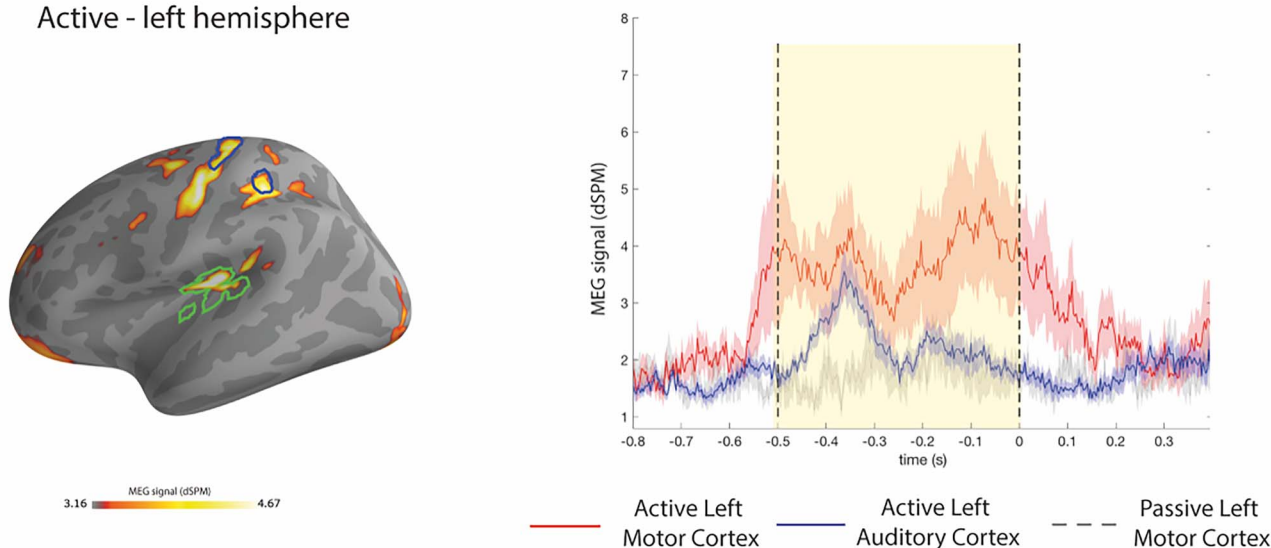 Active - left hemisphere
MEG signal (dSPM)
3.16
4.67
8
7
6
5
4
3
2
1
MEG signal (dSPM)
-0.8 -0.7 -0.6 -0.5 -0.4 -0.3 -0.2 -0.1 0 0.1 0.2 0.3
time (s)
Active Left
Motor Cortex
Active Left
Auditory Cortex
Passive Left
Motor Cortex